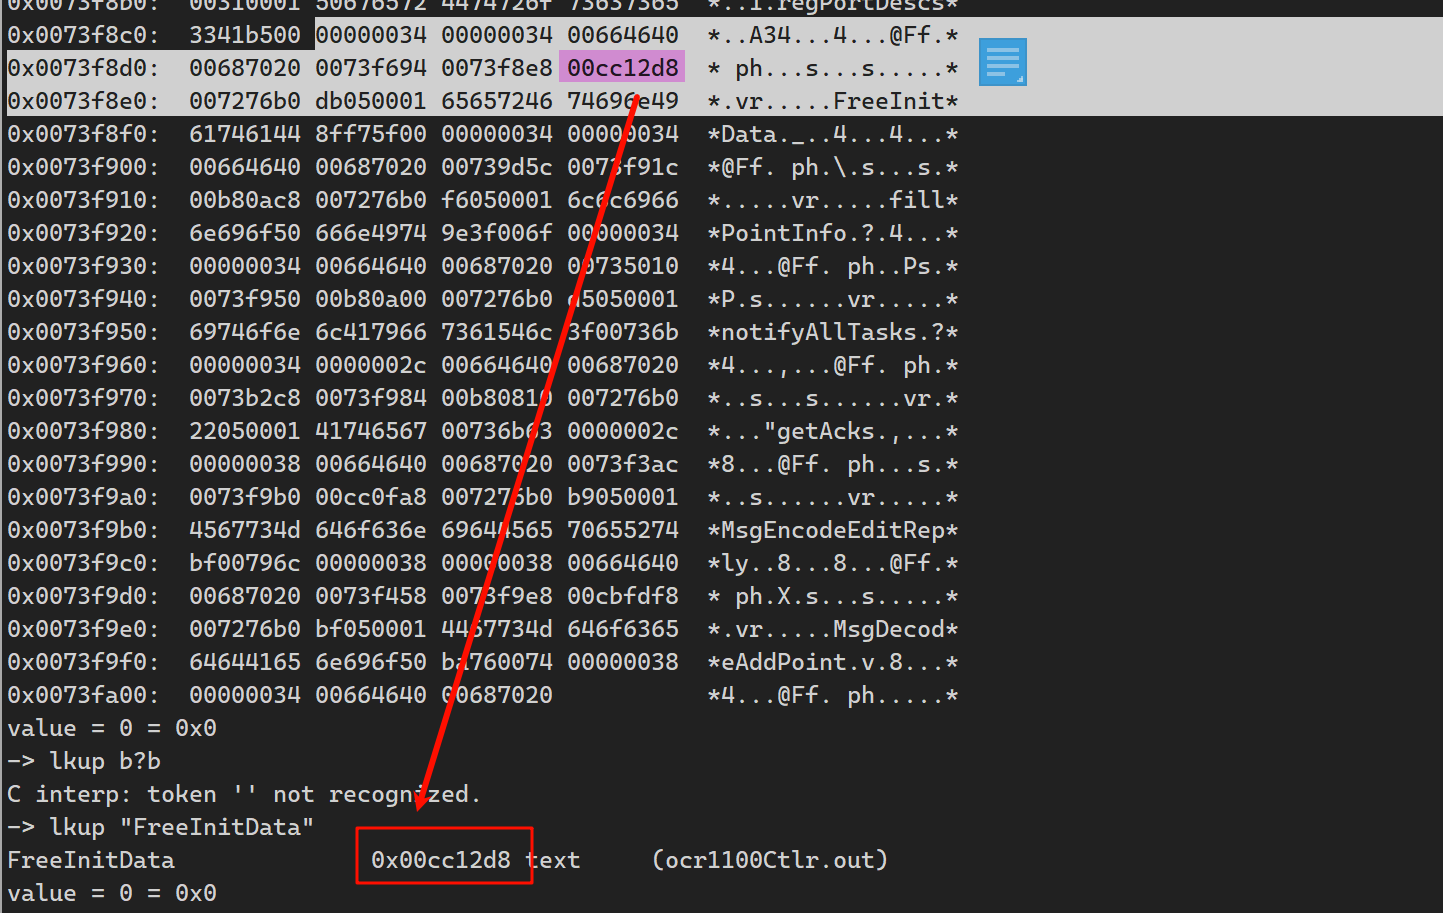 0x0073f8b0:  00310001 50676572 4474726f 73637365  *..1.regPortDescs*
0x0073f8c0:  3341b500 00000034 00000034 00664640  *..A34...4...@Ff.*
0x0073f8d0:  00687020 0073f694 0073f8e8 00cc12d8  * ph...s...s.....*
0x0073f8e0:  007276b0 db050001 65657246 74696e49  *.vr.....FreeInit*
0x0073f8f0:  61746144 8ff75f00 00000034 00000034  *Data._..4...4...*
0x0073f900:  00664640 00687020 00739d5c 0073f91c  *@Ff. ph.\.s...s.*
0x0073f910:  00b80ac8 007276b0 f6050001 6c6c6966  *.....vr.....fill*
0x0073f920:  6e696f50 666e4974 9e3f006f 00000034  *PointInfo.?.4...*
0x0073f930:  00000034 00664640 00687020 00735010  *4...@Ff. ph..Ps.*
0x0073f940:  0073f950 00b80a00 007276b0 d5050001  *P.s......vr.....*
0x0073f950:  69746f6e 6c417966 7361546c 3f00736b  *notifyAllTasks.?*
0x0073f960:  00000034 0000002c 00664640 00687020  *4...,...@Ff. ph.*
0x0073f970:  0073b2c8 0073f984 00b80810 007276b0  *..s...s......vr.*
0x0073f980:  22050001 41746567 00736b63 0000002c  *..."getAcks.,...*
0x0073f990:  00000038 00664640 00687020 0073f3ac  *8...@Ff. ph...s.*
0x0073f9a0:  0073f9b0 00cc0fa8 007276b0 b9050001  *..s......vr.....*
0x0073f9b0:  4567734d 646f636e 69644565 70655274  *MsgEncodeEditRep*
0x0073f9c0:  bf00796c 00000038 00000038 00664640  *ly..8...8...@Ff.*
0x0073f9d0:  00687020 0073f458 0073f9e8 00cbfdf8  * ph.X.s...s.....*
0x0073f9e0:  007276b0 bf050001 4467734d 646f6365  *.vr.....MsgDecod*
0x0073f9f0:  64644165 6e696f50 ba760074 00000038  *eAddPoint.v.8...*
0x0073fa00:  00000034 00664640 00687020           *4...@Ff. ph.....*
value = 0 = 0x0
-> lkup b?b
C interp: token '' not recognized.
-> lkup "FreeInitData"
FreeInitData              0x00cc12d8 text     (ocr1100Ctlr.out)
value = 0 = 0x0